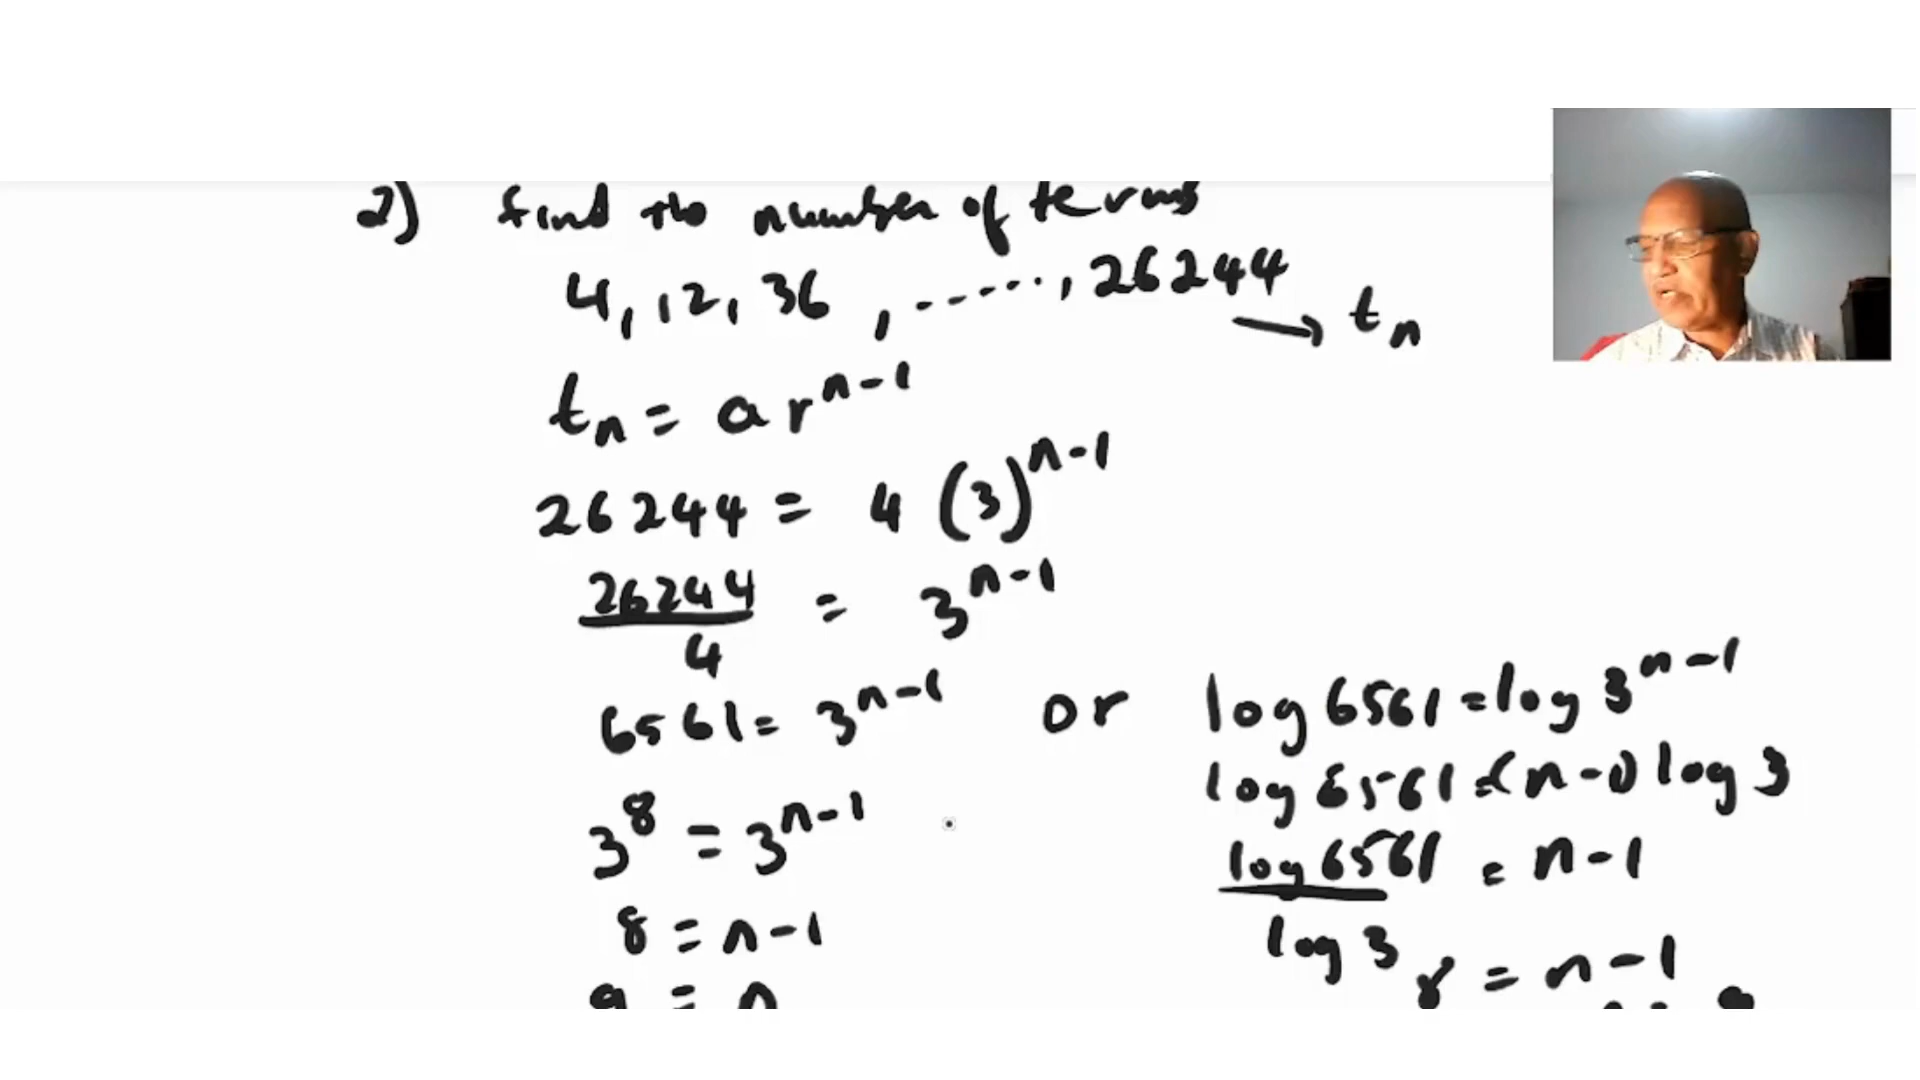 2) find the number of terms
4, 12, 36, ......, 26244 → tn
tn = a r^n-1
26244 = 4 (3)^n-1
26244/4 = 3^n-1
6561 = 3^n-1 or log 6561 = log 3^n-1
log 6561 = (n-1) log 3
3^8 = 3^n-1
log 6561/log 3 = n-1
8 = n-1
8 = n-1
9 = n